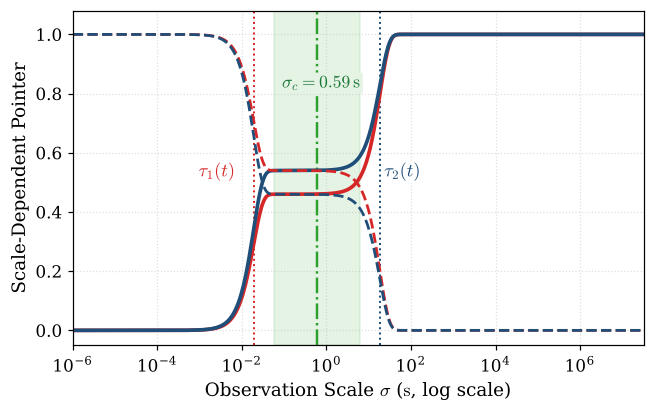 Scale-Dependent Pointer
1.0
0.8
0.6
0.4
0.2
0.0
σ_c = 0.59 s
τ₁(t)
τ₂(t)
10⁻⁶ 10⁻⁴ 10⁻² 10⁰ 10² 10⁴ 10⁶
Observation Scale σ (s, log scale)